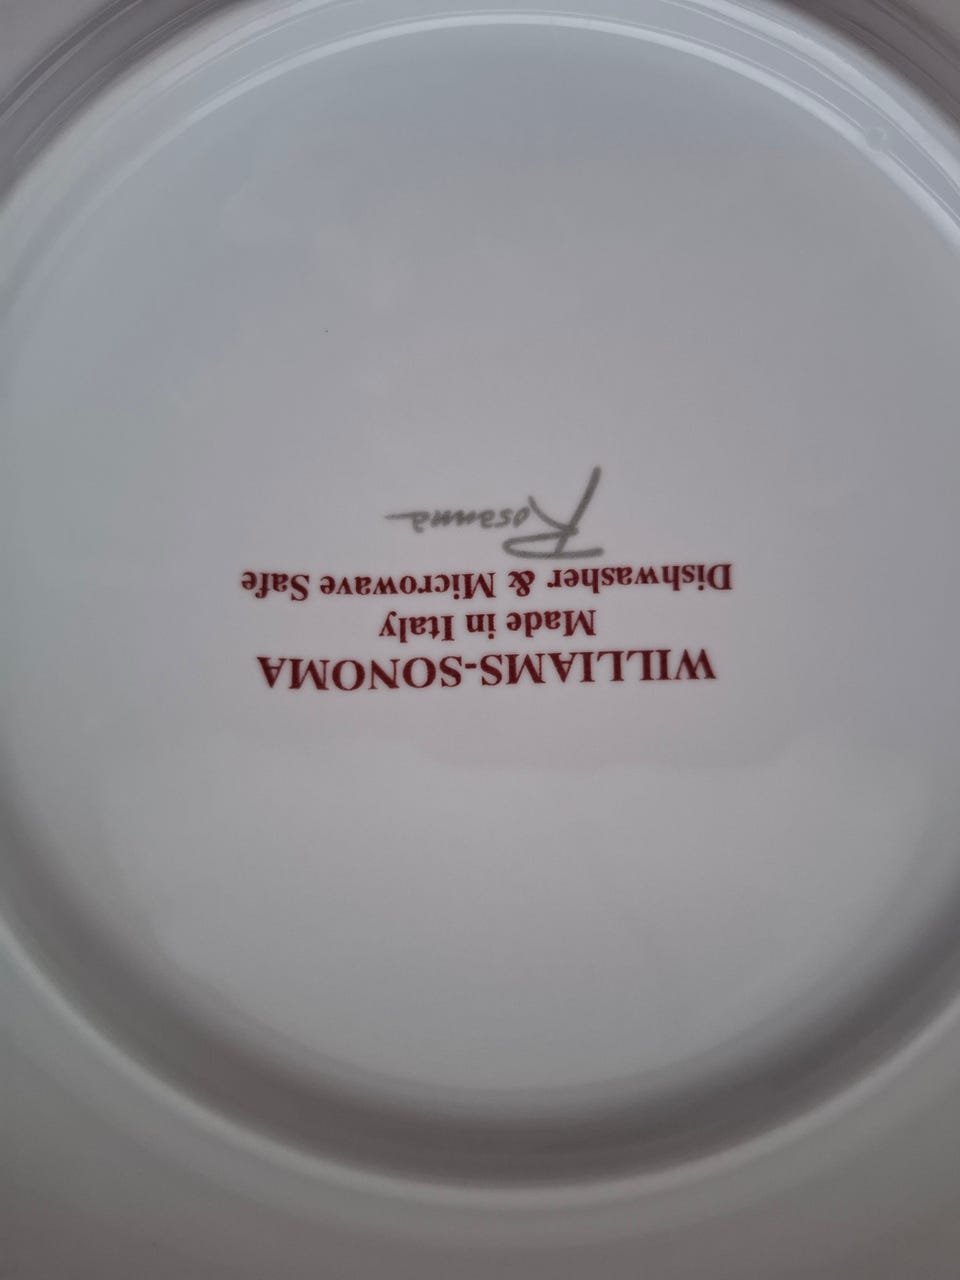 WILLIAMS-SONOMA
Made in Italy
Dishwasher & Microwave Safe
Rosanna